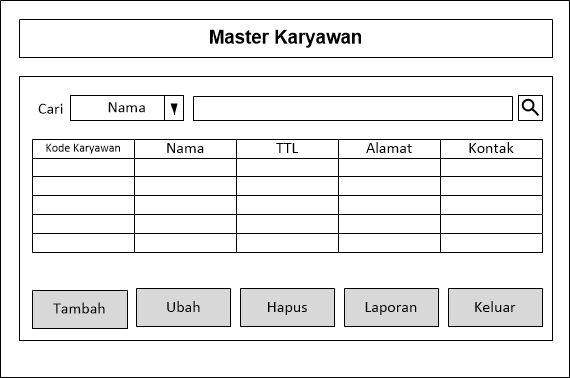 Master Karyawan
Cari Nama
Kode Karyawan Nama TTL Alamat Kontak
Tambah Ubah Hapus Laporan Keluar